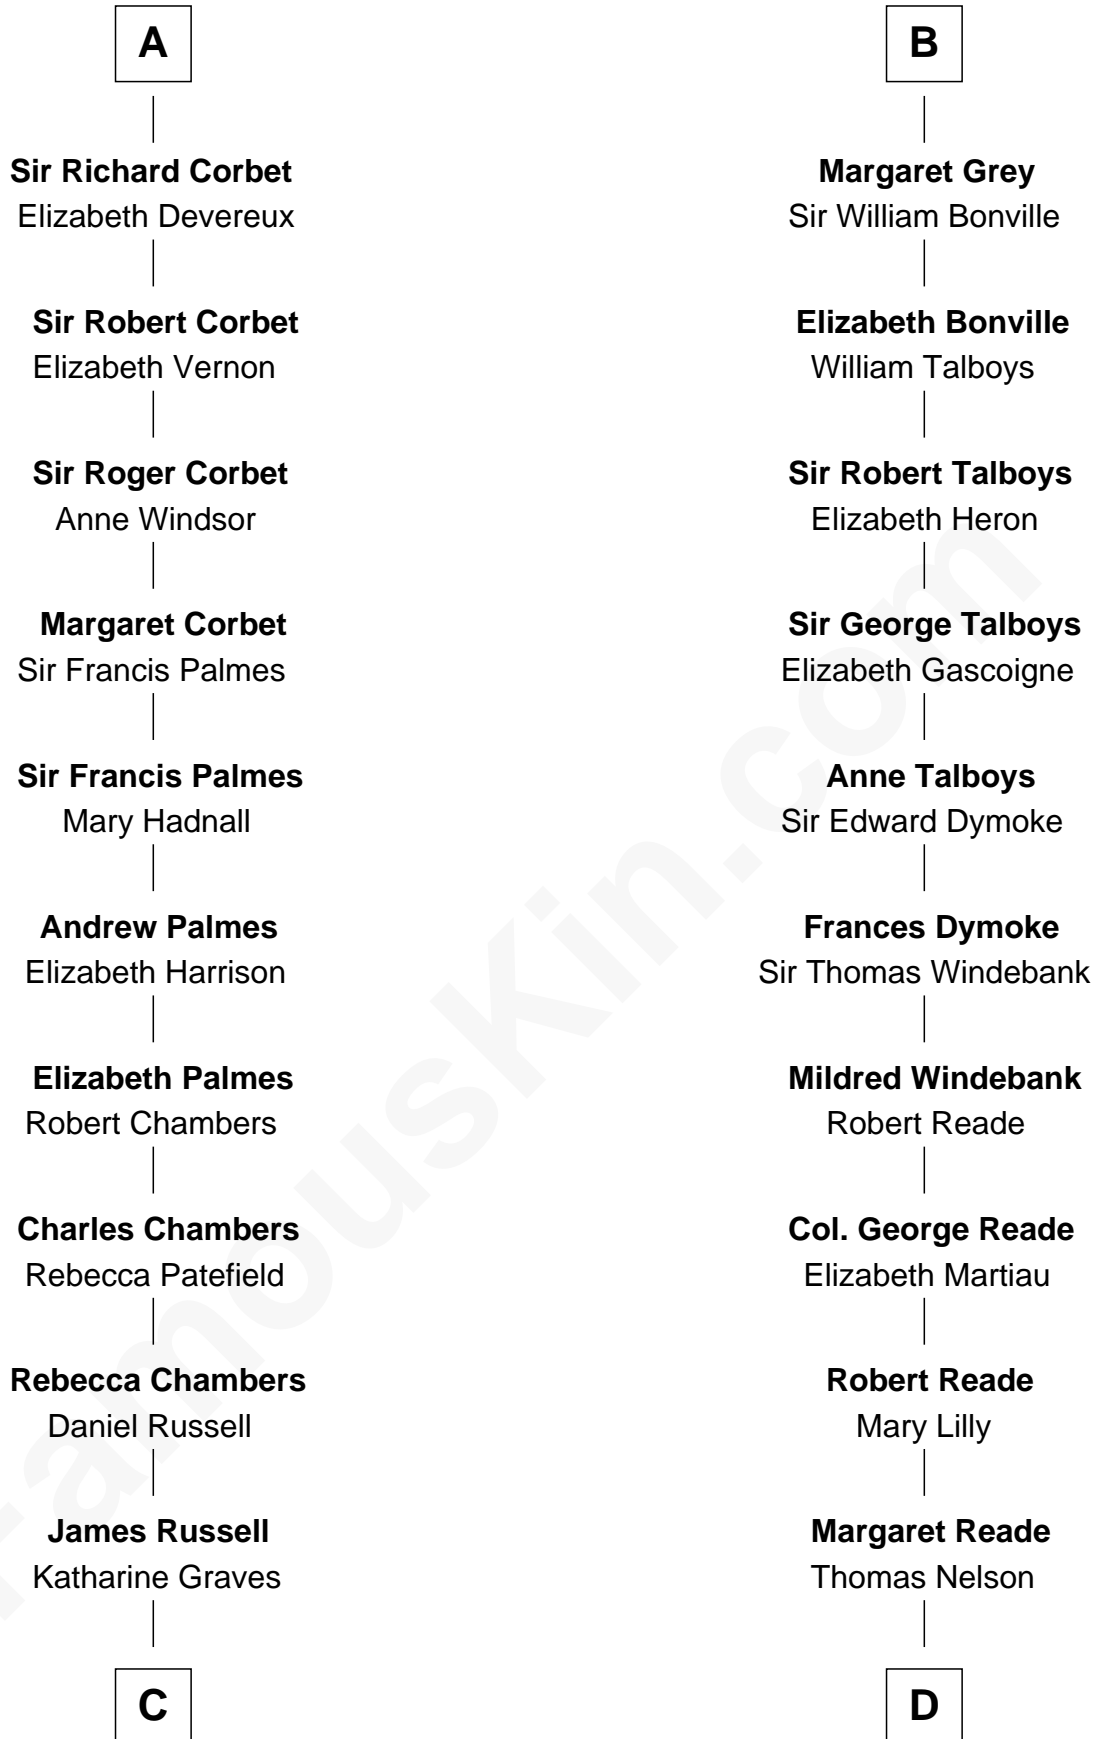 A
Sir Richard Corbet
Elizabeth Devereux
Sir Robert Corbet
Elizabeth Vernon
Sir Roger Corbet
Anne Windsor
Margaret Corbet
Sir Francis Palmes
Sir Francis Palmes
Mary Hadnall
Andrew Palmes
Elizabeth Harrison
Elizabeth Palmes
Robert Chambers
Charles Chambers
Rebecca Patefield
Rebecca Chambers
Daniel Russell
James Russell
Katharine Graves
C
B
Margaret Grey
Sir William Bonville
Elizabeth Bonville
William Talboys
Sir Robert Talboys
Elizabeth Heron
Sir George Talboys
Elizabeth Gascoigne
Anne Talboys
Sir Edward Dymoke
Frances Dymoke
Sir Thomas Windebank
Mildred Windebank
Robert Reade
Col. George Reade
Elizabeth Martiau
Robert Reade
Mary Lilly
Margaret Reade
Thomas Nelson
D
FamousKin.com